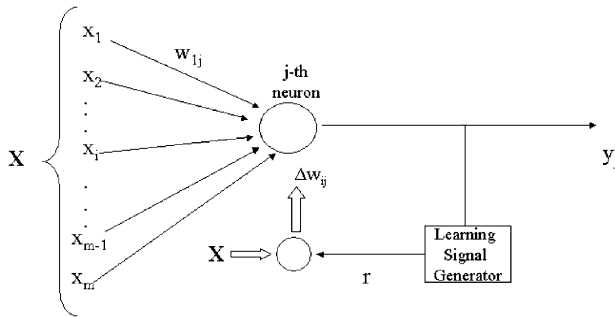 x1
w1j
j-th
neuron
x2
.
.
.
X
xi
yj
.
.
.
Δwij
xm-1
X
Learning
Signal
Generator
xm
r